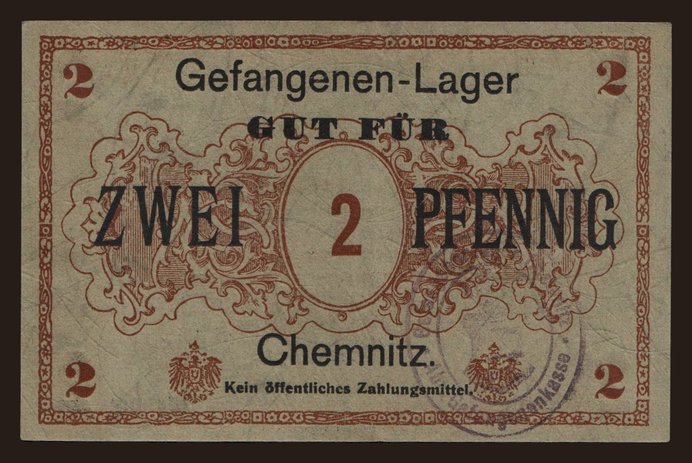 2 2
Gefangenen-Lager
GUT FÜR
ZWEI 2 PFENNIG
Chemnitz.
Kein öffentliches Zahlungsmittel.
2 2